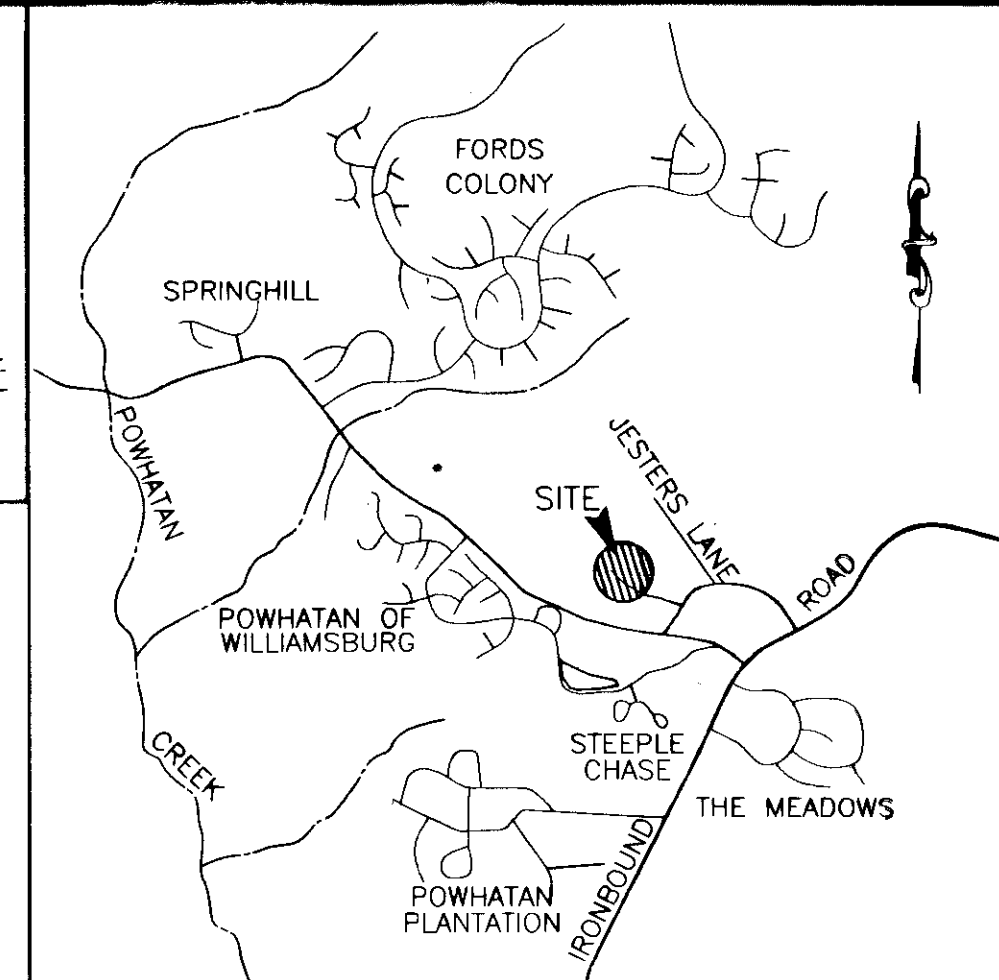 FORDS
COLONY
SPRINGHILL
POWHATAN
CREEK
JESTERS LANE
SITE
ROAD
POWHATAN OF
WILLIAMSBURG
STEEPLE
CHASE
THE MEADOWS
POWHATAN
PLANTATION
IRONBOUND